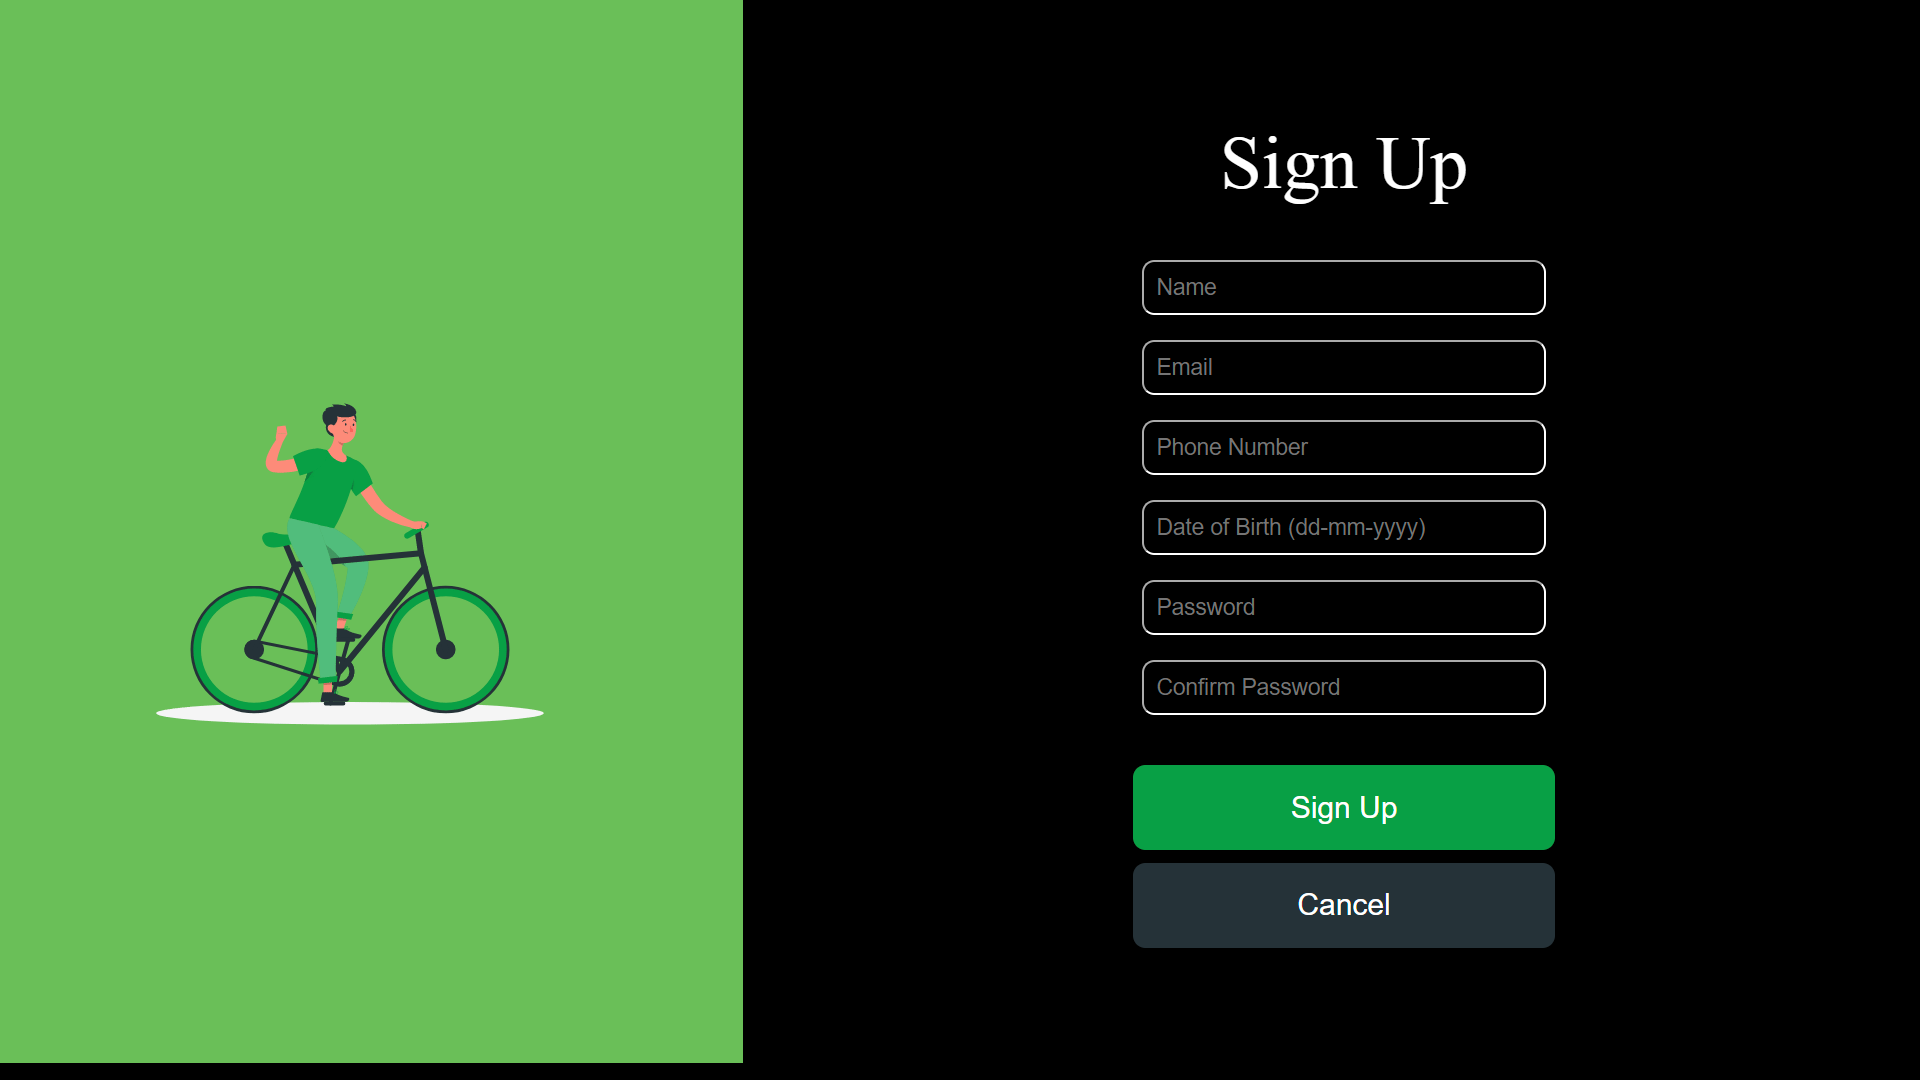 Sign Up
Name
Email
Phone Number
Date of Birth (dd-mm-yyyy)
Password
Confirm Password
Sign Up
Cancel